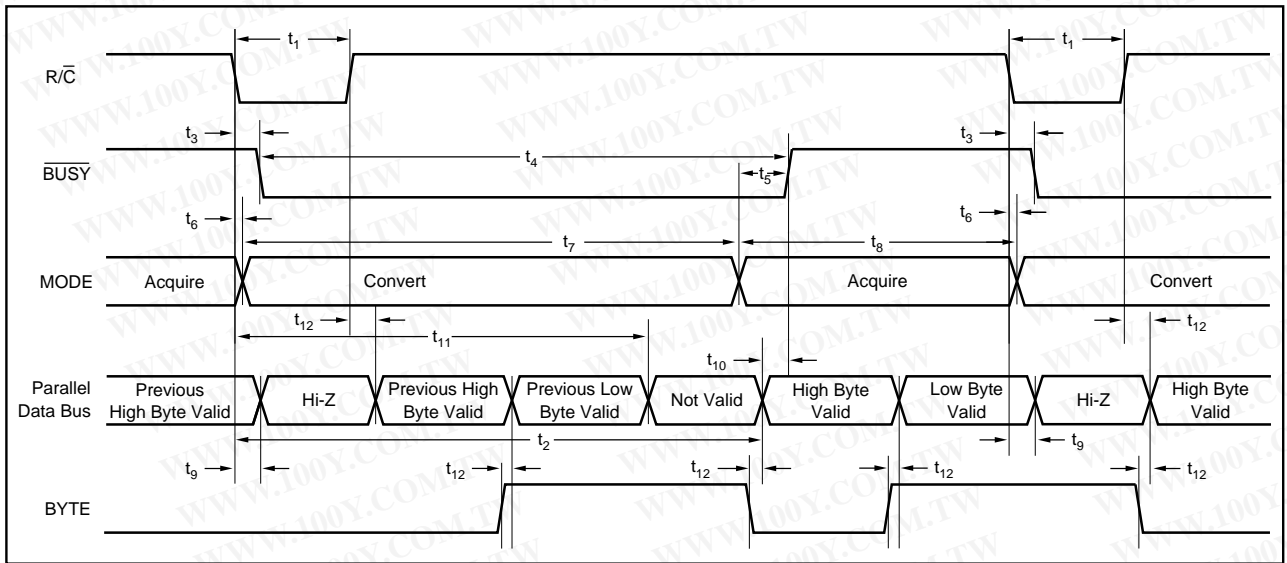 t1 t1
R/C̅
t3 t4 t3
B̅U̅S̅Y̅ t5
t6 t7 t8 t6
MODE Acquire Convert Acquire Convert
t12 t11 t10 t12
Parallel Data Bus
Previous High Byte Valid
Hi-Z
Previous High Byte Valid
Previous Low Byte Valid
Not Valid
High Byte Valid
Low Byte Valid
Hi-Z
High Byte Valid
t2
t9 t12 t12 t12 t9 t12
BYTE
WWW.100Y.COM.TW